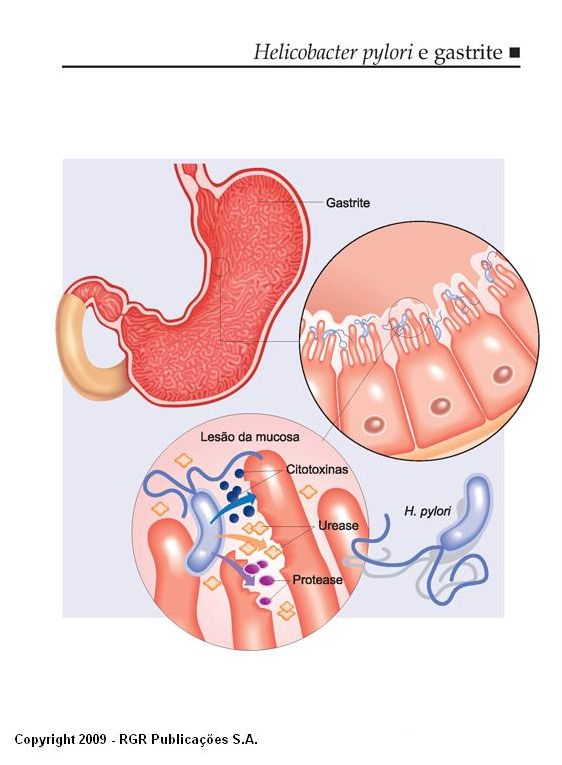 Helicobacter pylori e gastrite ■
Gastrite
Lesão da mucosa
Citotoxinas
Urease
H. pylori
Protease
Copyright 2009 - RGR Publicações S.A.